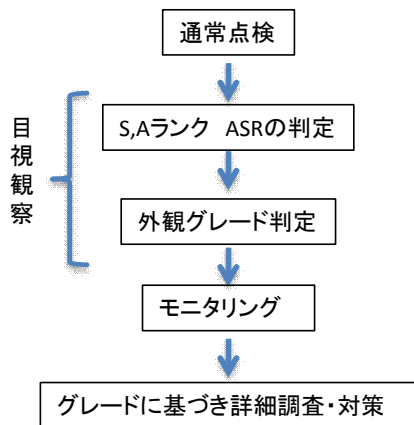 通常点検
目視観察
S,Aランク　ASRの判定
外観グレード判定
モニタリング
グレードに基づき詳細調査・対策